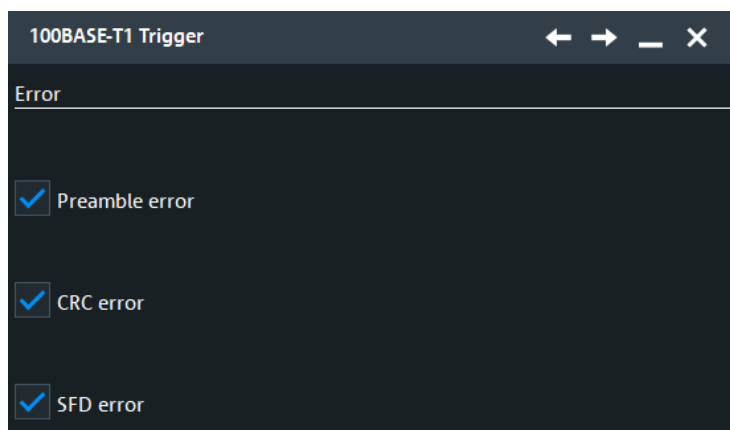 100BASE-T1 Trigger
Error
Preamble error
CRC error
SFD error